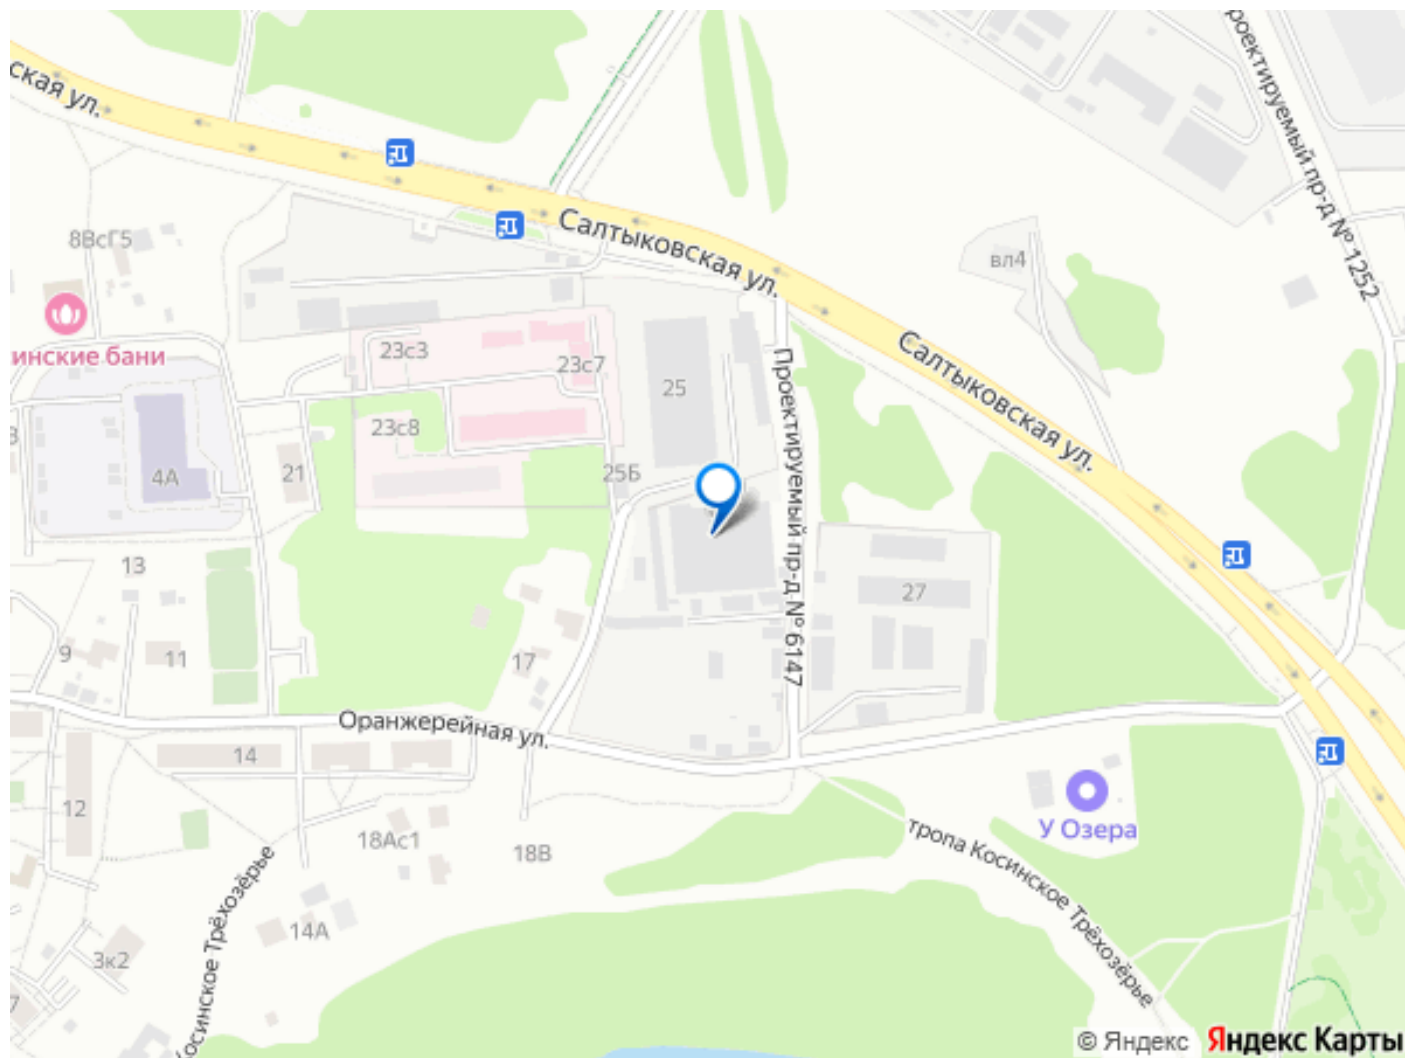 ская ул.
роектируемый пр-д № 1252
8ВсГ5
Салтыковская ул.
вл4
инские бани
23с3
23с7
25
Проектируемый пр-д № 6147
Салтыковская ул.
23с8
4А
21
25Б
13
27
9
11
17
Оранжерейная ул.
14
12
18Ас1
18В
У Озера
тропа Косинское Трёхозёрье
Косинское Трёхозёрье
14А
3к2
7
© Яндекс
Яндекс Карты